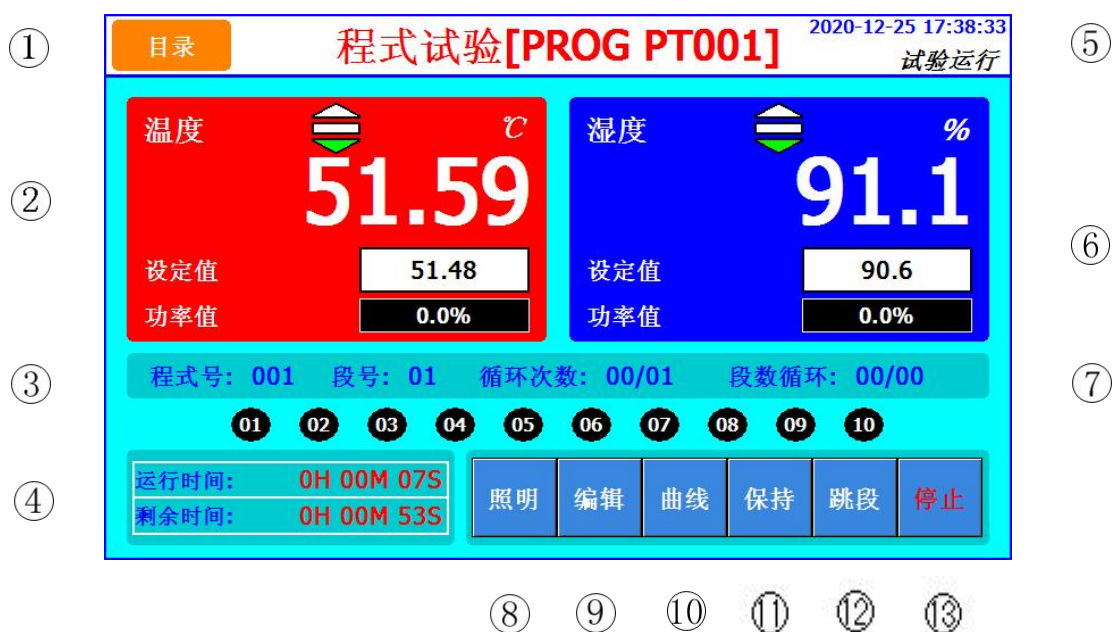 ① 目录 程式试验[PROG PT001] 2020-12-25 17:38:33 ⑤
试验运行
温度 ℃ 湿度 %
② 51.59 91.1
⑥
设定值 51.48 设定值 90.6
功率值 0.0% 功率值 0.0%
③ 程式号: 001 段号: 01 循环次数: 00/01 段数循环: 00/00 ⑦
01 02 03 04 05 06 07 08 09 10
运行时间: 0H 00M 07S
④ 照明 编辑 曲线 保持 跳段 停止
剩余时间: 0H 00M 53S
⑧ ⑨ ⑩ ⑪ ⑫ ⑬